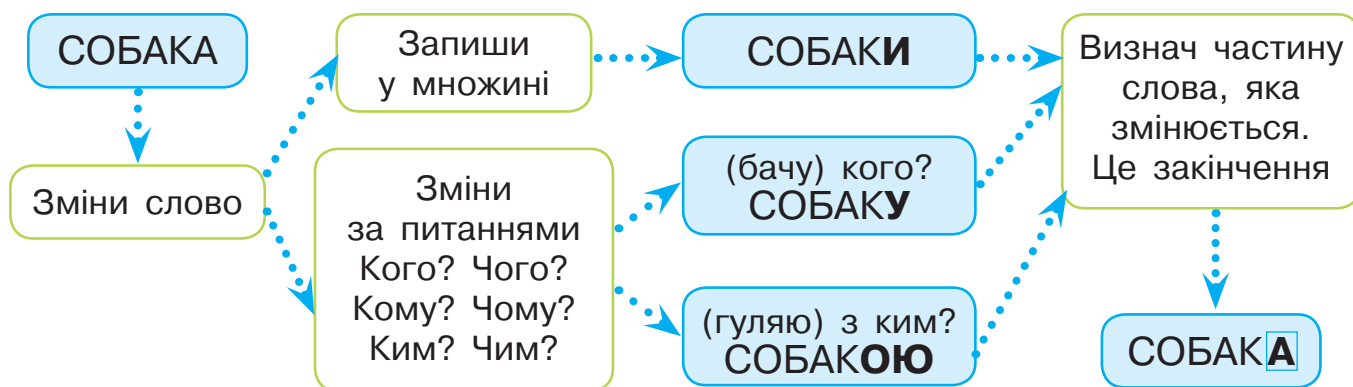 СОБАКА
Зміни слово
Запиши
у множині
Зміни
за питаннями
Кого? Чого?
Кому? Чому?
Ким? Чим?
СОБАКИ
(бачу) кого?
СОБАКУ
(гуляю) з ким?
СОБАКОЮ
Визнач частину
слова, яка
змінюється.
Це закінчення
СОБАКА